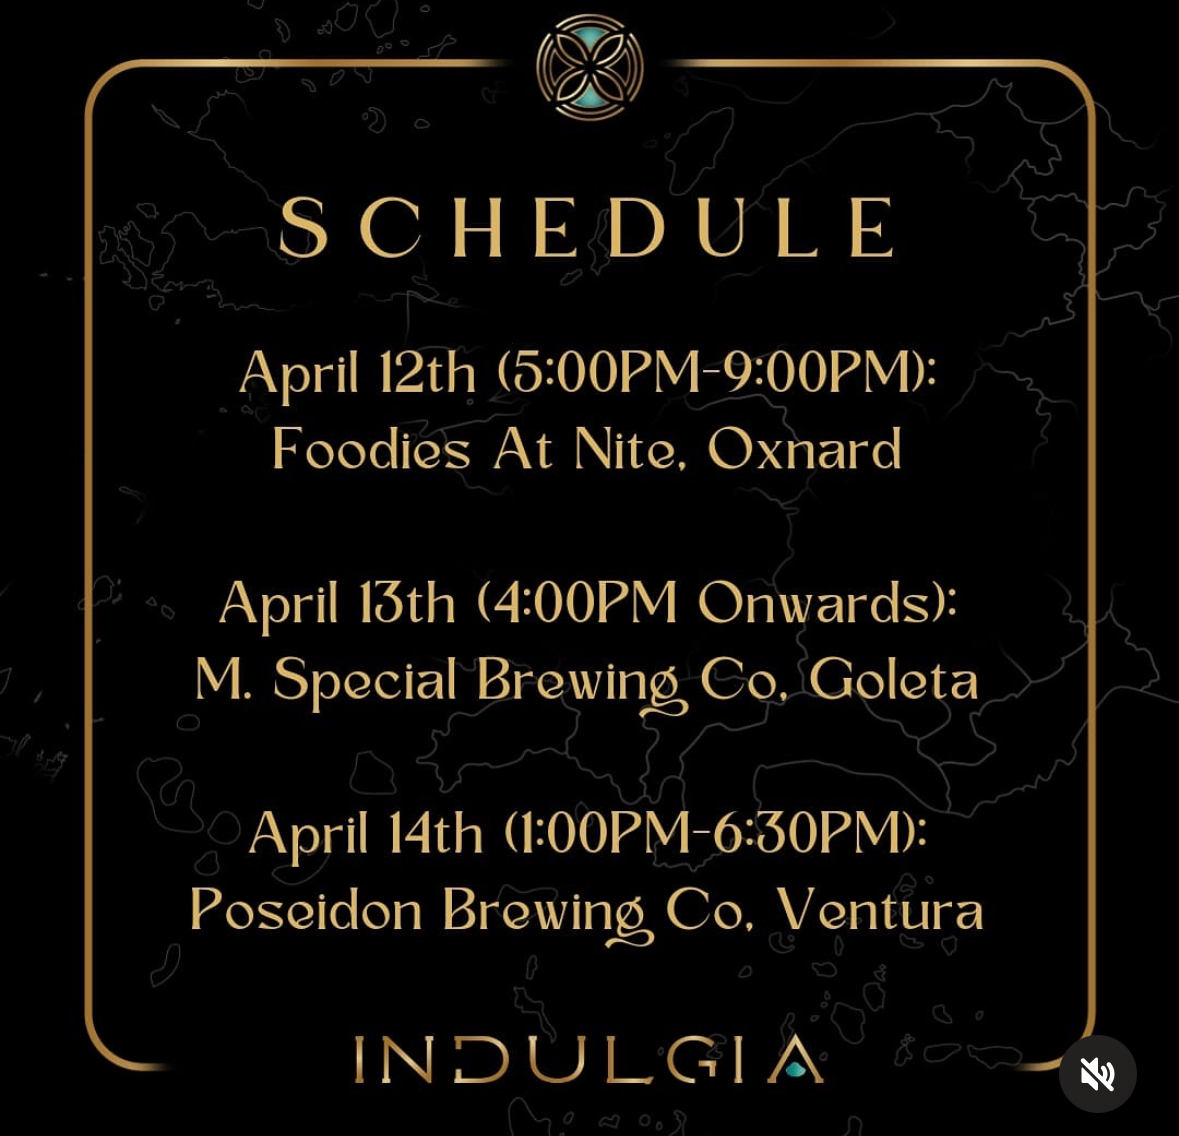 SCHEDULE
April 12th (5:00PM-9:00PM):
Foodies At Nite, Oxnard
April 13th (4:00PM Onwards):
M. Special Brewing Co, Goleta
April 14th (1:00PM-6:30PM):
Poseidon Brewing Co, Ventura
INDULGIA